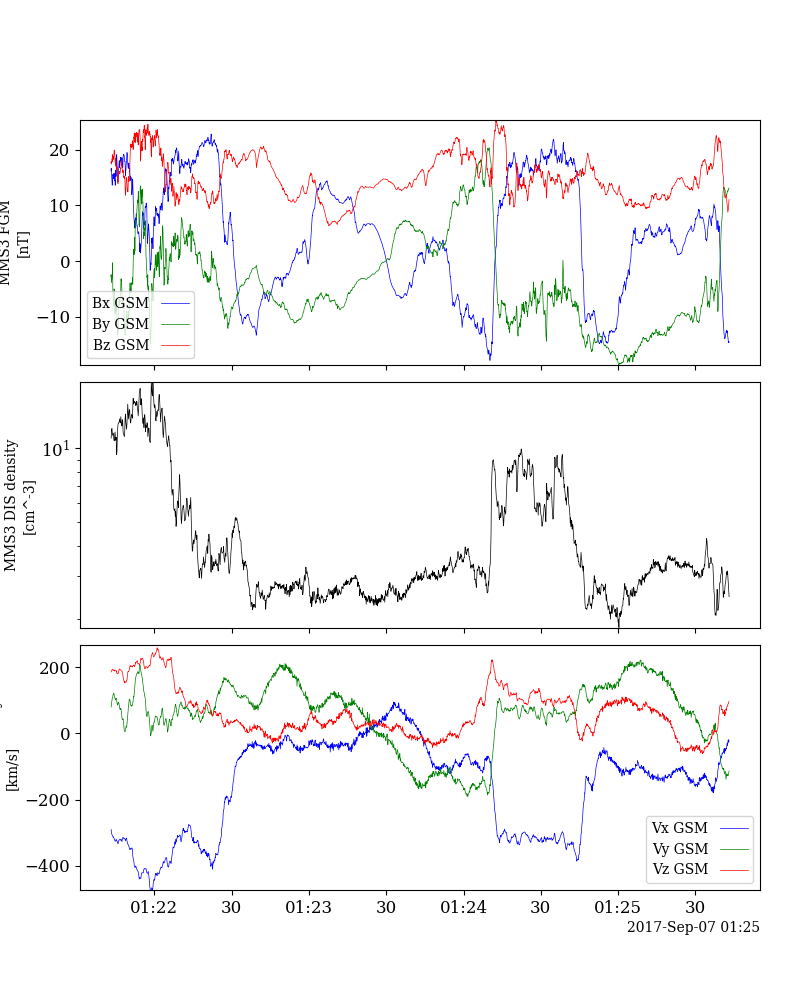 20
10
0
−10
MMS3 FGM
[nT]
Bx GSM
By GSM
Bz GSM
10^1
MMS3 DIS density
[cm^-3]
200
0
−200
−400
[km/s]
Vx GSM
Vy GSM
Vz GSM
01:22 30 01:23 30 01:24 30 01:25 30
2017-Sep-07 01:25